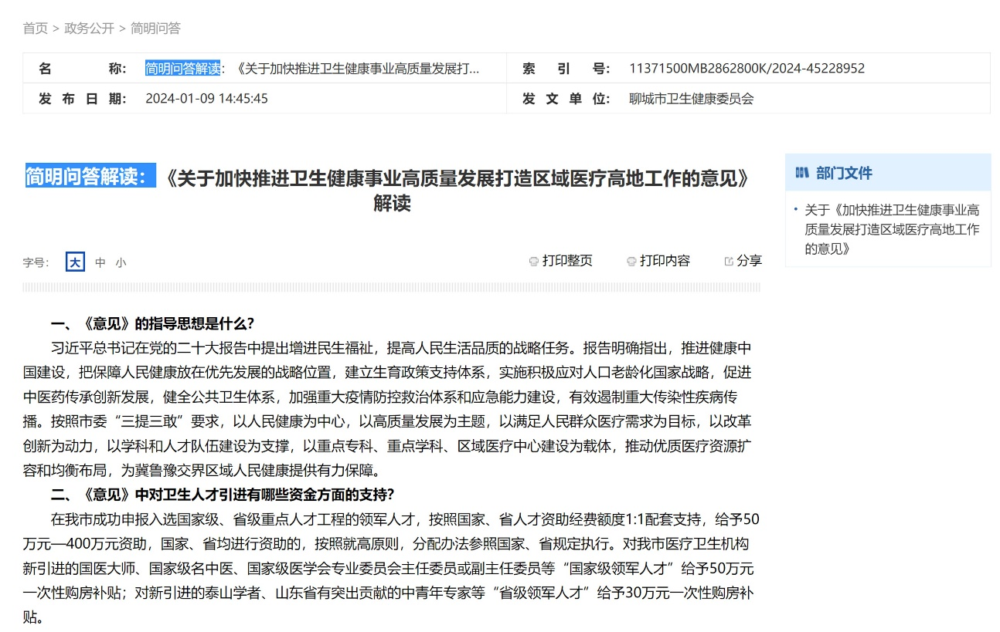 首页 > 政务公开 > 简明问答
名 称： 简明问答解读：《关于加快推进卫生健康事业高质量发展打... 索 引 号： 11371500MB2862800K/2024-45228952
发 布 日 期： 2024-01-09 14:45:45 发 文 单 位： 聊城市卫生健康委员会
简明问答解读：《关于加快推进卫生健康事业高质量发展打造区域医疗高地工作的意见》
解读
字号： 大 中 小 打印整页 打印内容 分享
一、《意见》的指导思想是什么？
习近平总书记在党的二十大报告中提出增进民生福祉，提高人民生活品质的战略任务。报告明确指出，推进健康中
国建设，把保障人民健康放在优先发展的战略位置，建立生育政策支持体系，实施积极应对人口老龄化国家战略，促进
中医药传承创新发展，健全公共卫生体系，加强重大疫情防控救治体系和应急能力建设，有效遏制重大传染性疾病传
播。按照市委“三提三敢”要求，以人民健康为中心，以高质量发展为主题，以满足人民群众医疗需求为目标，以改革
创新为动力，以学科和人才队伍建设为支撑，以重点专科、重点学科、区域医疗中心建设为载体，推动优质医疗资源扩
容和均衡布局，为冀鲁豫交界区域人民健康提供有力保障。
二、《意见》中对卫生人才引进有哪些资金方面的支持？
在我市成功申报入选国家级、省级重点人才工程的领军人才，按照国家、省人才资助经费额度1:1配套支持，给予50
万元—400万元资助，国家、省均进行资助的，按照就高原则，分配办法参照国家、省规定执行。对我市医疗卫生机构
新引进的国医大师、国家级名中医、国家级医学会专业委员会主任委员或副主任委员等“国家级领军人才”给予50万元
一次性购房补贴；对新引进的泰山学者、山东省有突出贡献的中青年专家等“省级领军人才”给予30万元一次性购房补
贴。
部门文件
• 关于《加快推进卫生健康事业高
质量发展打造区域医疗高地工作
的意见》